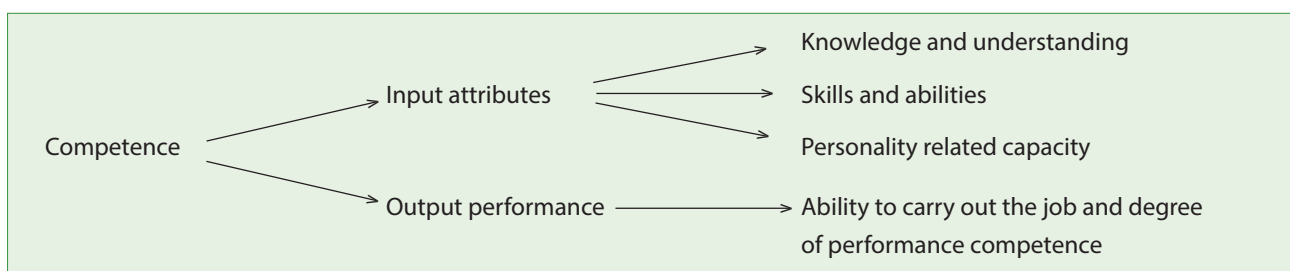 Knowledge and understanding
Input attributes
Skills and abilities
Competence
Personality related capacity
Output performance
Ability to carry out the job and degree
of performance competence